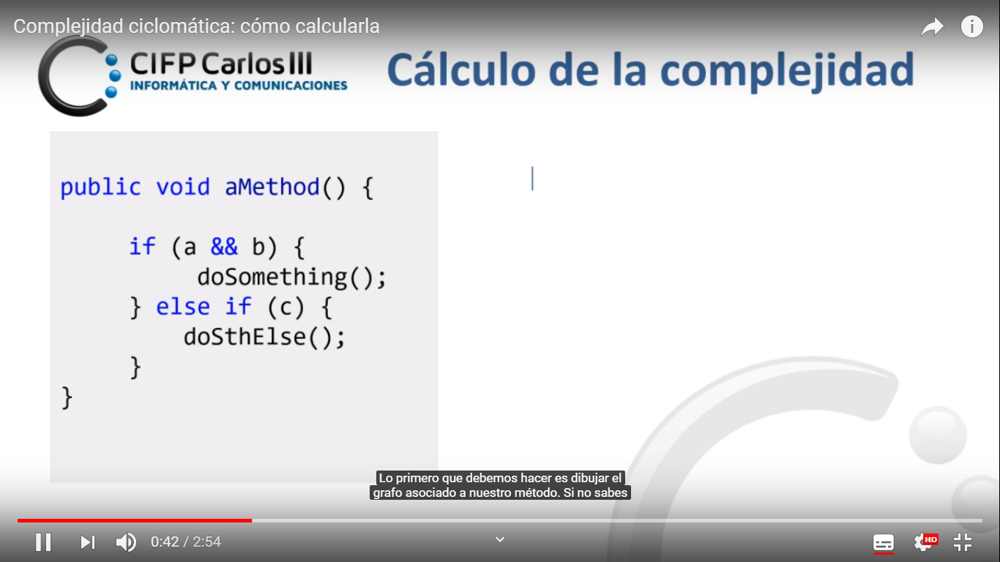 Complejidad ciclomática: cómo calcularla
CIFP Carlos III
INFORMÁTICA Y COMUNICACIONES
Cálculo de la complejidad
public void aMethod() {
if (a && b) {
doSomething();
} else if (c) {
doSthElse();
}
}
Lo primero que debemos hacer es dibujar el
grafo asociado a nuestro método. Si no sabes
0:42 / 2:54
HD